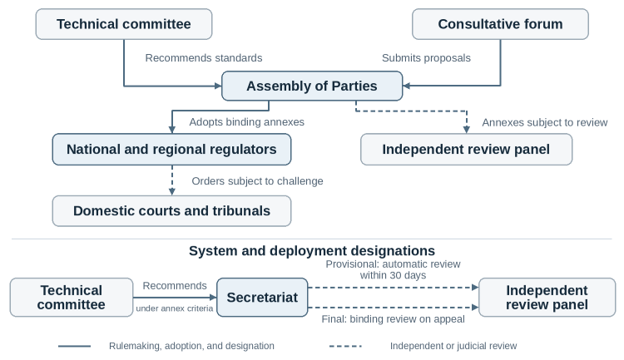 Technical committee
Consultative forum
Recommends standards
Submits proposals
Assembly of Parties
Adopts binding annexes
Annexes subject to review
National and regional regulators
Independent review panel
Orders subject to challenge
Domestic courts and tribunals
System and deployment designations
Provisional: automatic review
within 30 days
Technical
committee
Recommends
under annex criteria
Secretariat
Independent
review panel
Final: binding review on appeal
Rulemaking, adoption, and designation
Independent or judicial review